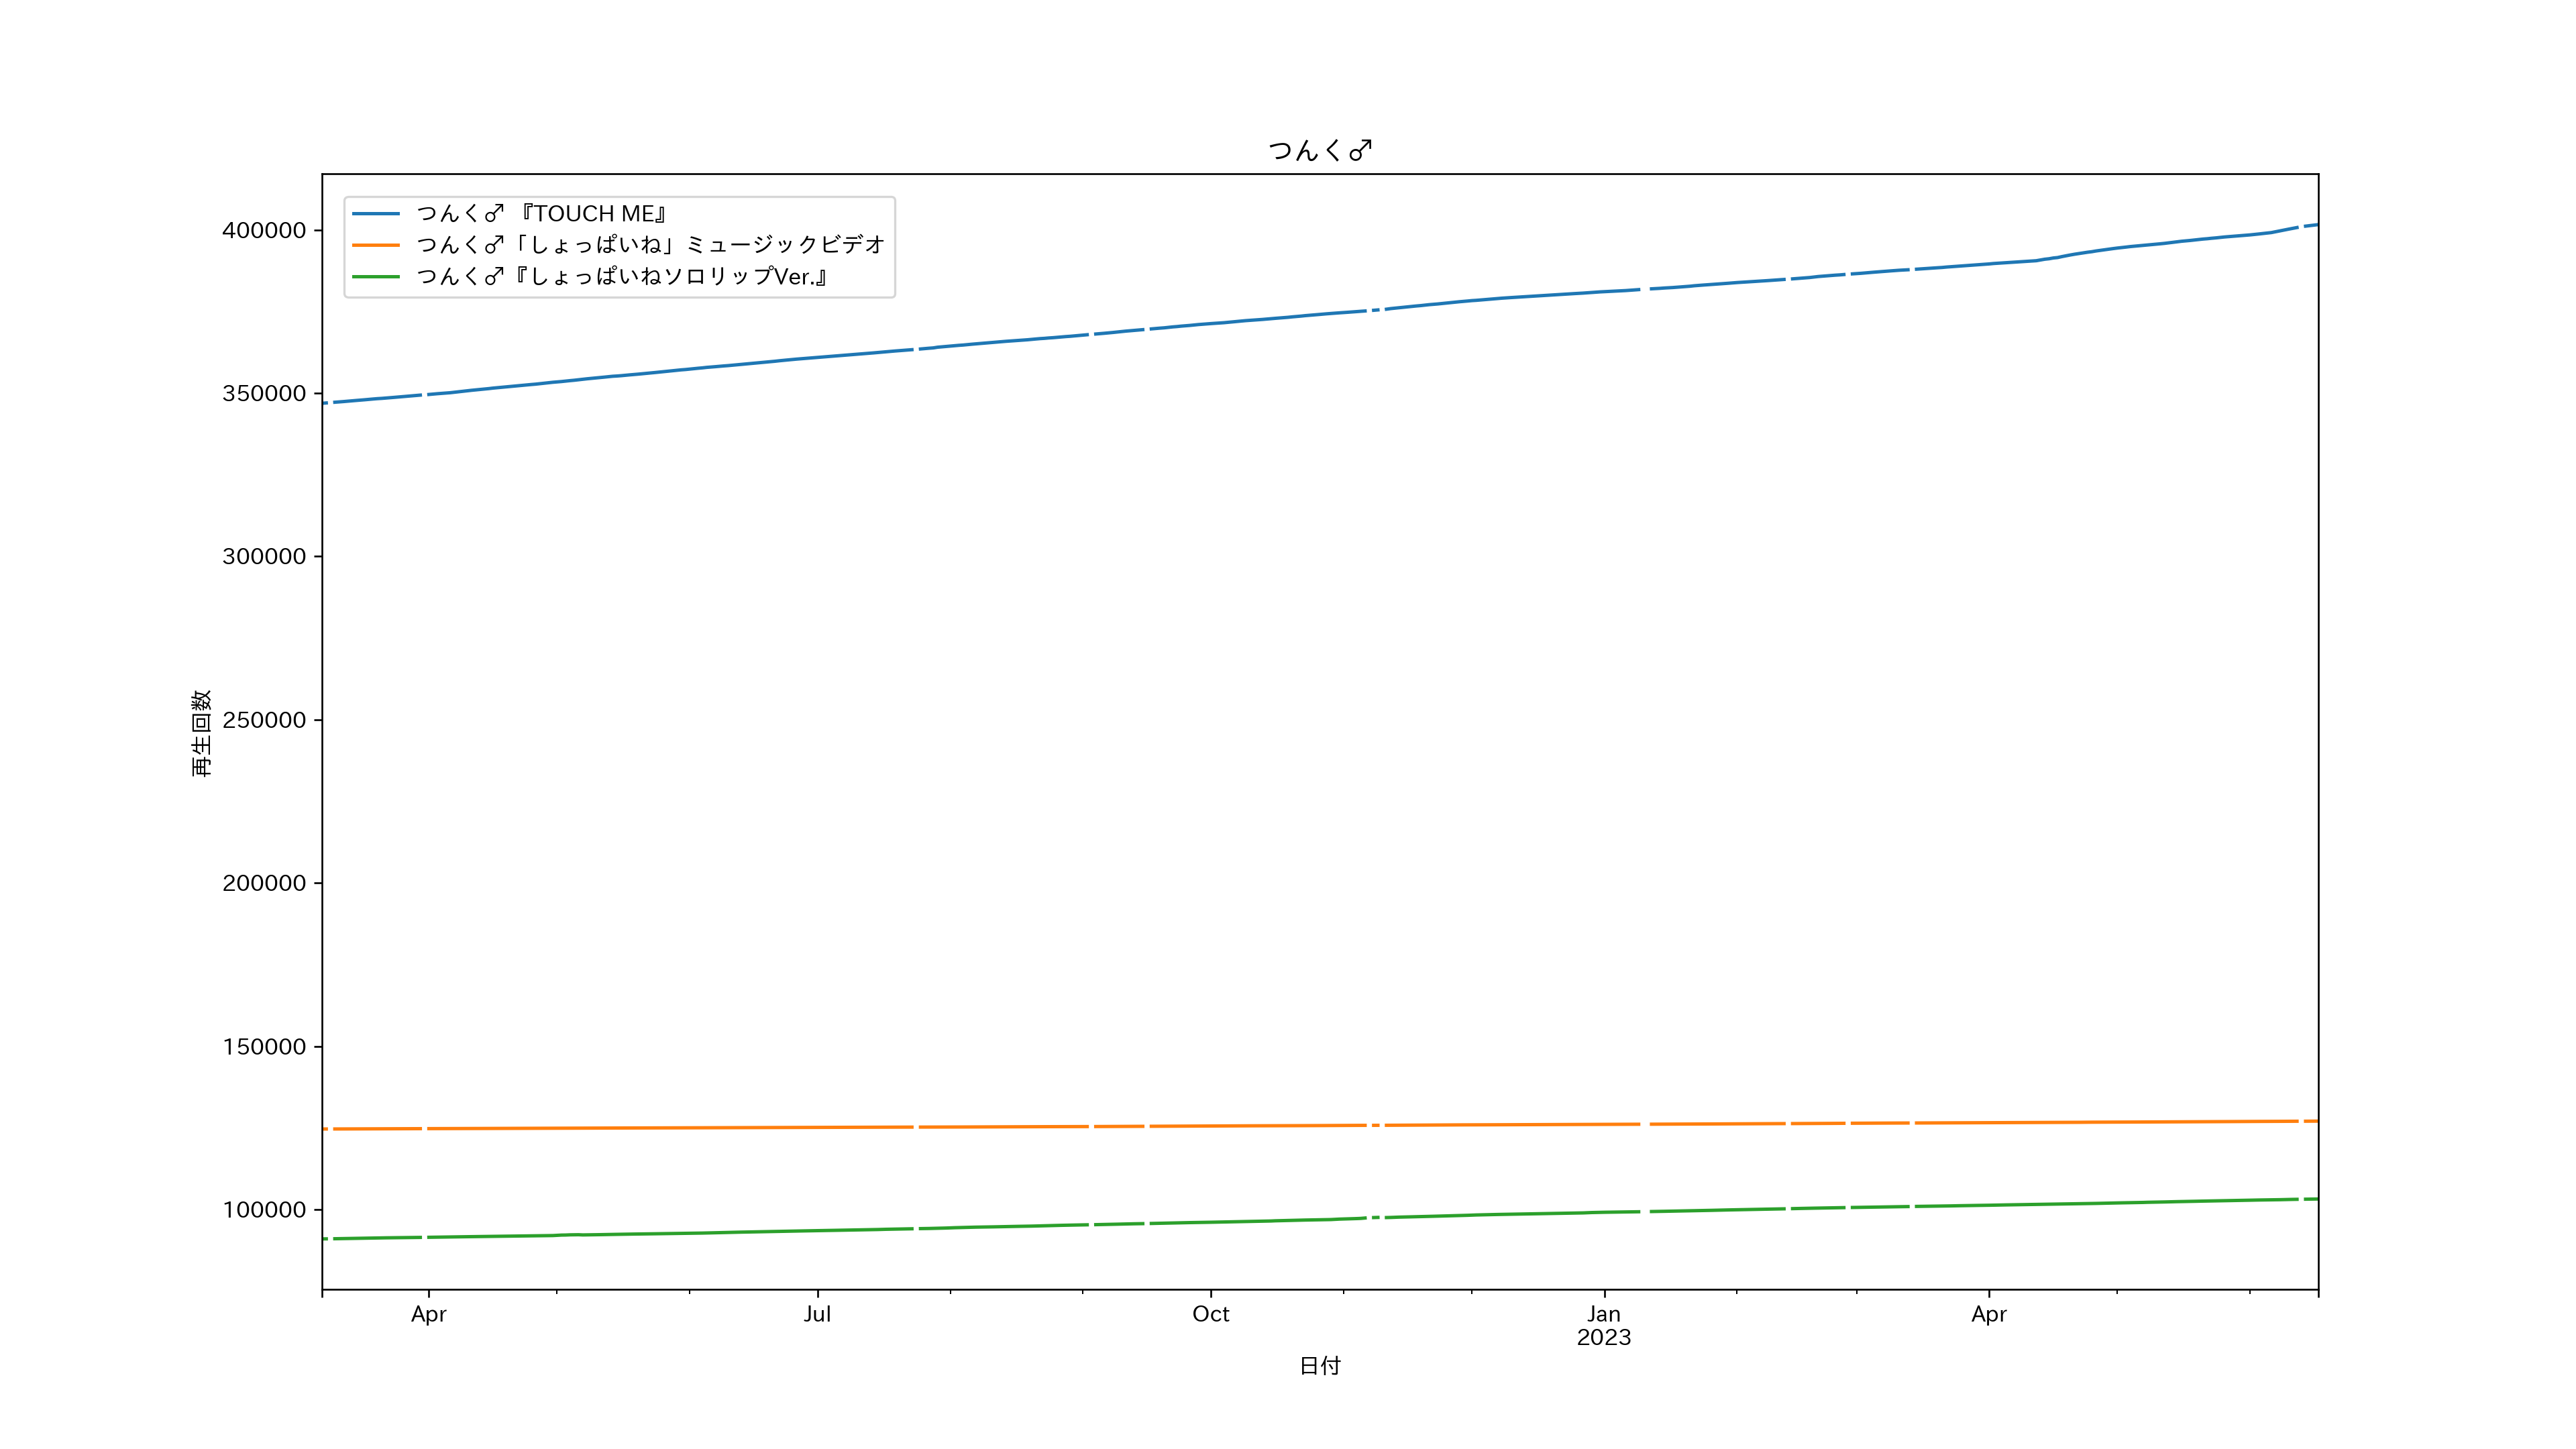 つんく♂
つんく♂ 『TOUCH ME』
つんく♂「しょっぱいね」ミュージックビデオ
つんく♂『しょっぱいねソロリップVer.』
400000
350000
300000
250000
200000
150000
100000
再生回数
Apr
Jul
Oct
Jan
2023
Apr
日付